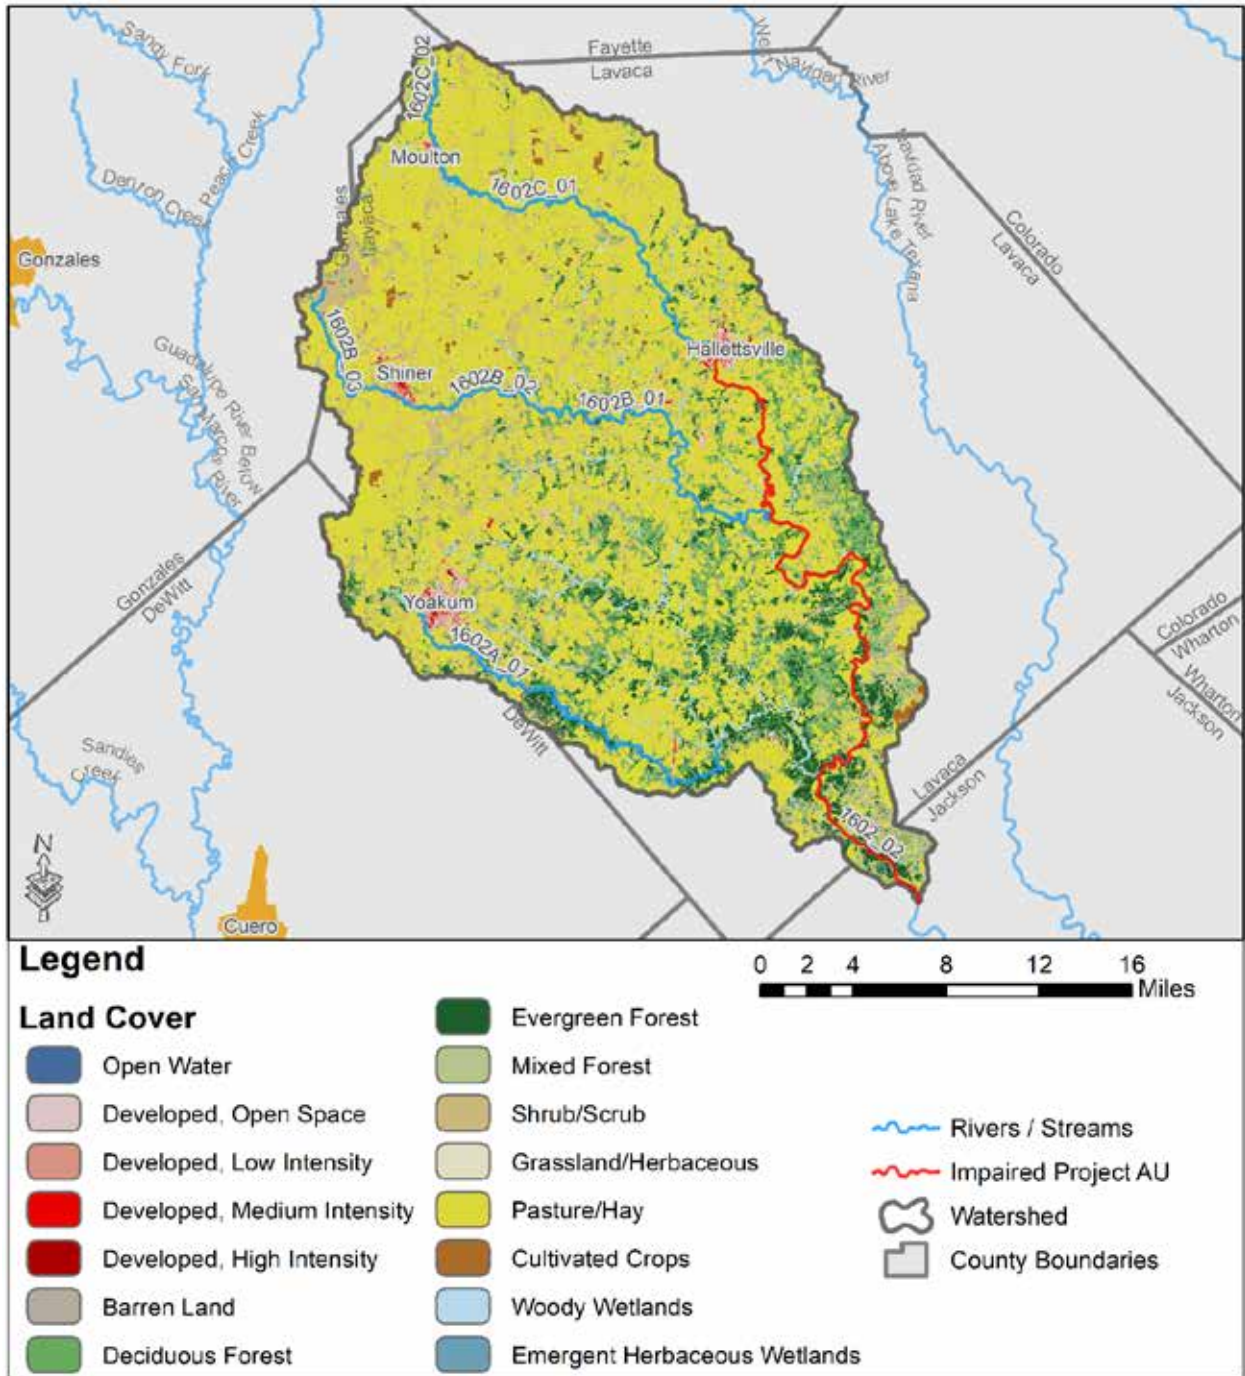 Sandy Fork
1602C_02
Fayette
Lavaca
West Navidad River
Moulton
Peach Creek
Denton Creek
1602C_01
Gonzales
Lavaca
Navidad River
Above Lake Texana
Colorado
Lavaca
Gonzales
1602B_03
Shiner
1602B_02
1602B_01
Hallettsville
Guadalupe River Below
San Marcos River
Gonzales
DeWitt
Yoakum
1602A_01
Colorado
Wharton
Wharton
Jackson
DeWitt
Sandies
Creek
Lavaca
Jackson
1602_02
N
Cuero
Legend
0 2 4 8 12 16
Miles
Land Cover
Open Water
Developed, Open Space
Developed, Low Intensity
Developed, Medium Intensity
Developed, High Intensity
Barren Land
Deciduous Forest
Evergreen Forest
Mixed Forest
Shrub/Scrub
Grassland/Herbaceous
Pasture/Hay
Cultivated Crops
Woody Wetlands
Emergent Herbaceous Wetlands
Rivers / Streams
Impaired Project AU
Watershed
County Boundaries